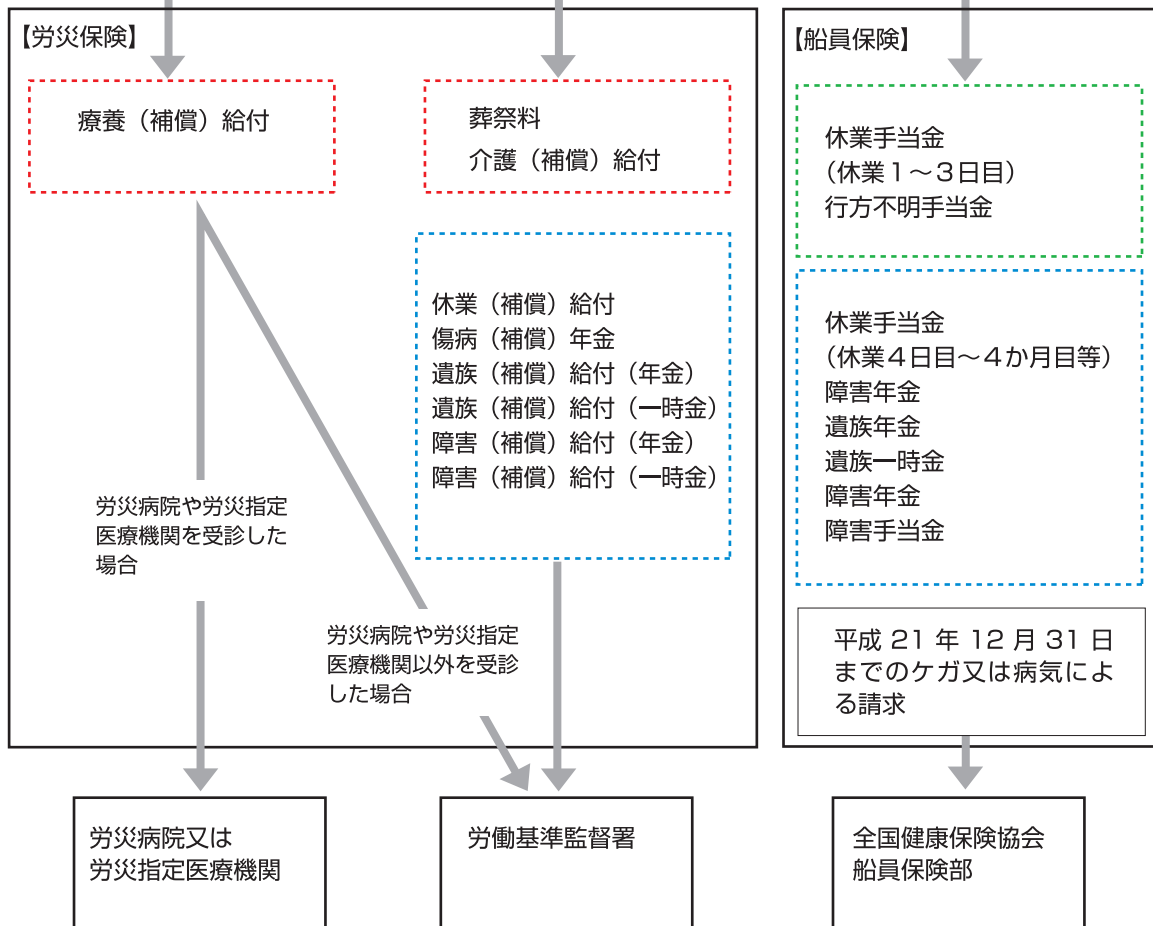 【労災保険】
療養（補償）給付
葬祭料
介護（補償）給付
休業（補償）給付
傷病（補償）年金
遺族（補償）給付（年金）
遺族（補償）給付（一時金）
障害（補償）給付（年金）
障害（補償）給付（一時金）
労災病院や労災指定
医療機関を受診した
場合
労災病院や労災指定
医療機関以外を受診
した場合
【船員保険】
休業手当金
（休業１～３日目）
行方不明手当金
休業手当金
（休業４日目～４か月目等）
障害年金
遺族年金
遺族一時金
障害年金
障害手当金
平成 21 年 12 月 31 日
までのケガ又は病気によ
る請求
労災病院又は
労災指定医療機関
労働基準監督署
全国健康保険協会
船員保険部